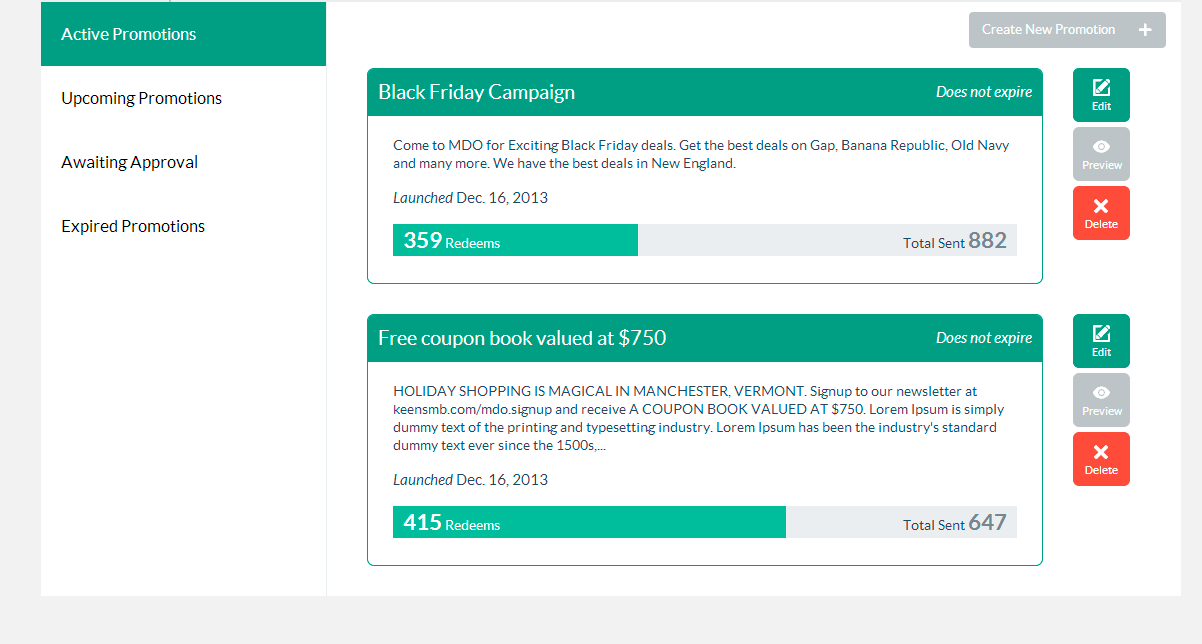 Active Promotions
Upcoming Promotions
Awaiting Approval
Expired Promotions
Create New Promotion
Black Friday Campaign
Does not expire
Come to MDO for Exciting Black Friday deals. Get the best deals on Gap, Banana Republic, Old Navy
and many more. We have the best deals in New England.
Launched Dec. 16, 2013
359 Redeems
Total Sent 882
Edit
Preview
Delete
Free coupon book valued at $750
Does not expire
HOLIDAY SHOPPING IS MAGICAL IN MANCHESTER, VERMONT. Signup to our newsletter at
keensmb.com/mdo.signup and receive A COUPON BOOK VALUED AT $750. Lorem Ipsum is simply
dummy text of the printing and typesetting industry. Lorem Ipsum has been the industry's standard
dummy text ever since the 1500s,...
Launched Dec. 16, 2013
415 Redeems
Total Sent 647
Edit
Preview
Delete